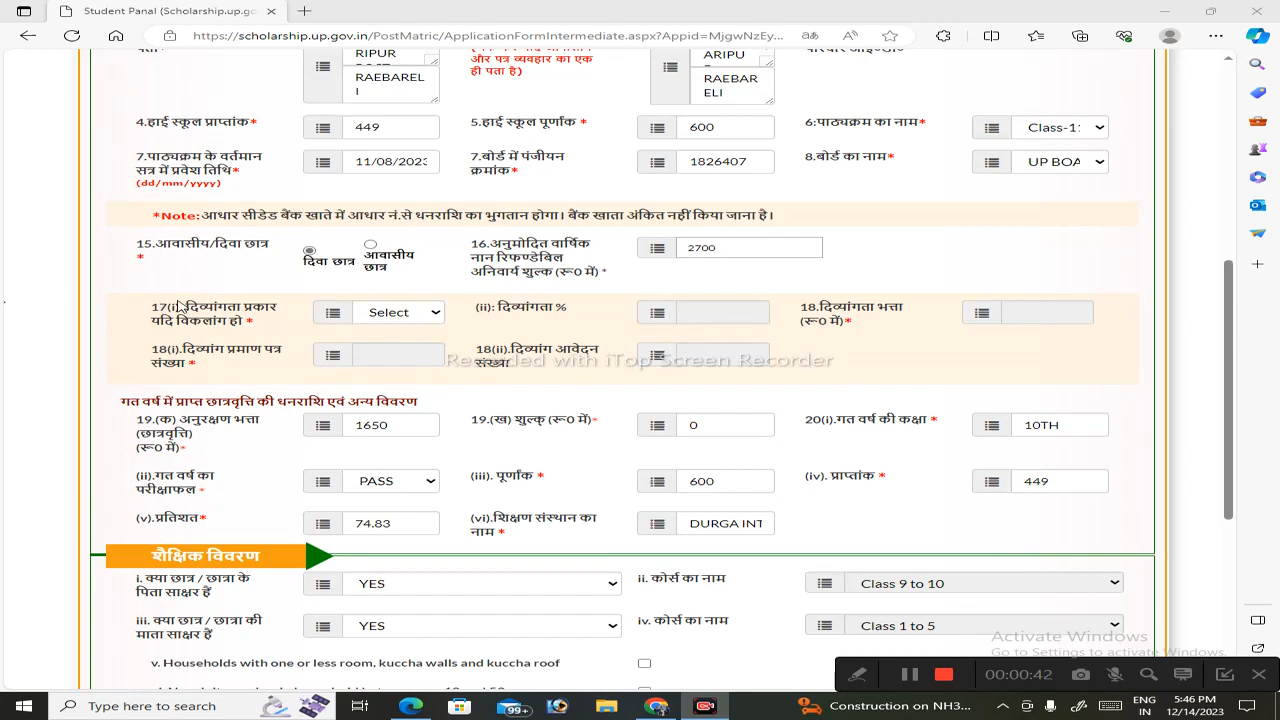 Student Panal (Scholarship.up.gov.in
https://scholarship.up.gov.in/PostMatric/ApplicationFormIntermediate.aspx?Appid=MjgwNzEy...
RIPUR
RAEBAREL
I
और पत्र व्यवहार का एक
ही पता है)
ARIPU
RAEBAR
ELI
4.हाई स्कूल प्राप्तांक*
449
5.हाई स्कूल पूर्णांक *
600
6:पाठ्यक्रम का नाम*
Class-1
7.पाठ्यक्रम के वर्तमान
सत्र में प्रवेश तिथि*
(dd/mm/yyyy)
11/08/2023
7.बोर्ड में पंजीयन
क्रमांक*
1826407
8.बोर्ड का नाम*
UP BOA
*Note:आधार सीडेड बैंक खाते में आधार नं.से धनराशि का भुगतान होगा। बैंक खाता अंकित नहीं किया जाना है।
15.आवासीय/दिवा छात्र
*
दिवा छात्र
आवासीय
छात्र
16.अनुमोदित वार्षिक
नान रिफण्डेबिल
अनिवार्य शुल्क (रू0 में) *
2700
17(i).दिव्यांगता प्रकार
यदि विकलांग हो *
Select
(ii): दिव्यांगता %
18.दिव्यांगता भत्ता
(रू0 में)*
18(i).दिव्यांग प्रमाण पत्र
संख्या *
18(ii).दिव्यांग आवेदन
संख्या
Recorded with iTop Screen Recorder
गत वर्ष में प्राप्त छात्रवृत्ति की धनराशि एवं अन्य विवरण
19.(क) अनुरक्षण भत्ता
(छात्रवृत्ति)
(रू0 में)*
1650
19.(ख) शुल्क (रू0 में)*
0
20(i).गत वर्ष की कक्षा *
10TH
(ii).गत वर्ष का
परीक्षाफल *
PASS
(iii). पूर्णांक *
600
(iv). प्राप्तांक *
449
(v).प्रतिशत*
74.83
(vi).शिक्षण संस्थान का
नाम *
DURGA INT
शैक्षिक विवरण
i. क्या छात्र / छात्रा के
पिता साक्षर हैं
YES
ii. कोर्स का नाम
Class 9 to 10
iii. क्या छात्र / छात्रा की
माता साक्षर हैं
YES
iv. कोर्स का नाम
Class 1 to 5
v. Households with one or less room, kuccha walls and kuccha roof
Activate Windows
Go to Settings to activate Windows.
00:00:42
Type here to search
99+
Construction on NH3...
ENG
IN
5:46 PM
12/14/2023